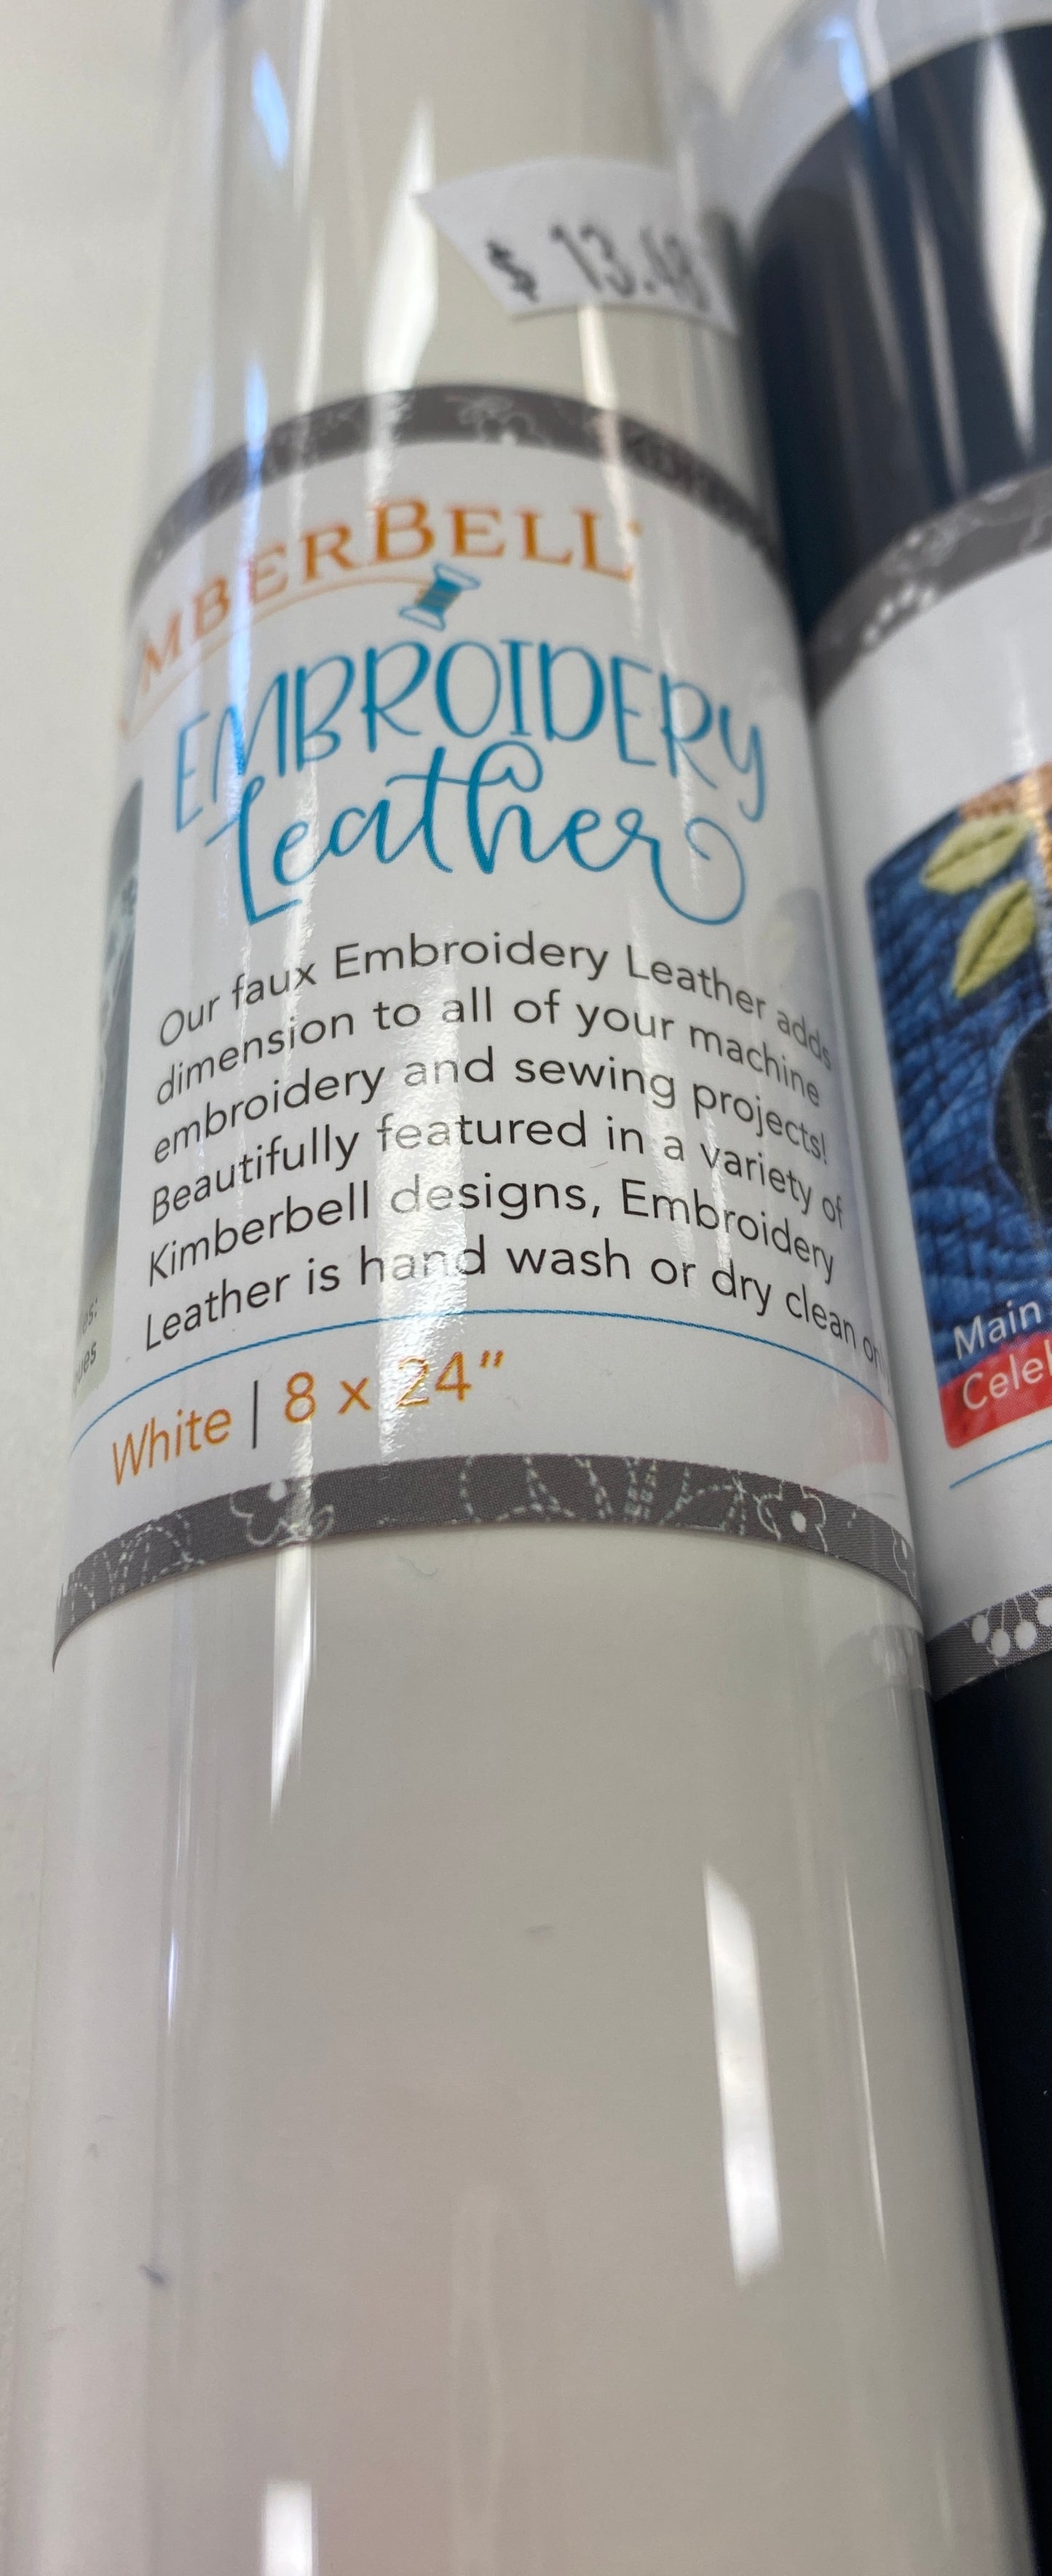 $ 13.48
MBERBELL
EMBROIDERY
Leather
Our faux Embroidery Leather adds
dimension to all of your machine
embroidery and sewing projects!
Beautifully featured in a variety of
Kimberbell designs, Embroidery
Leather is hand wash or dry clean
White | 8 x 24"
Main